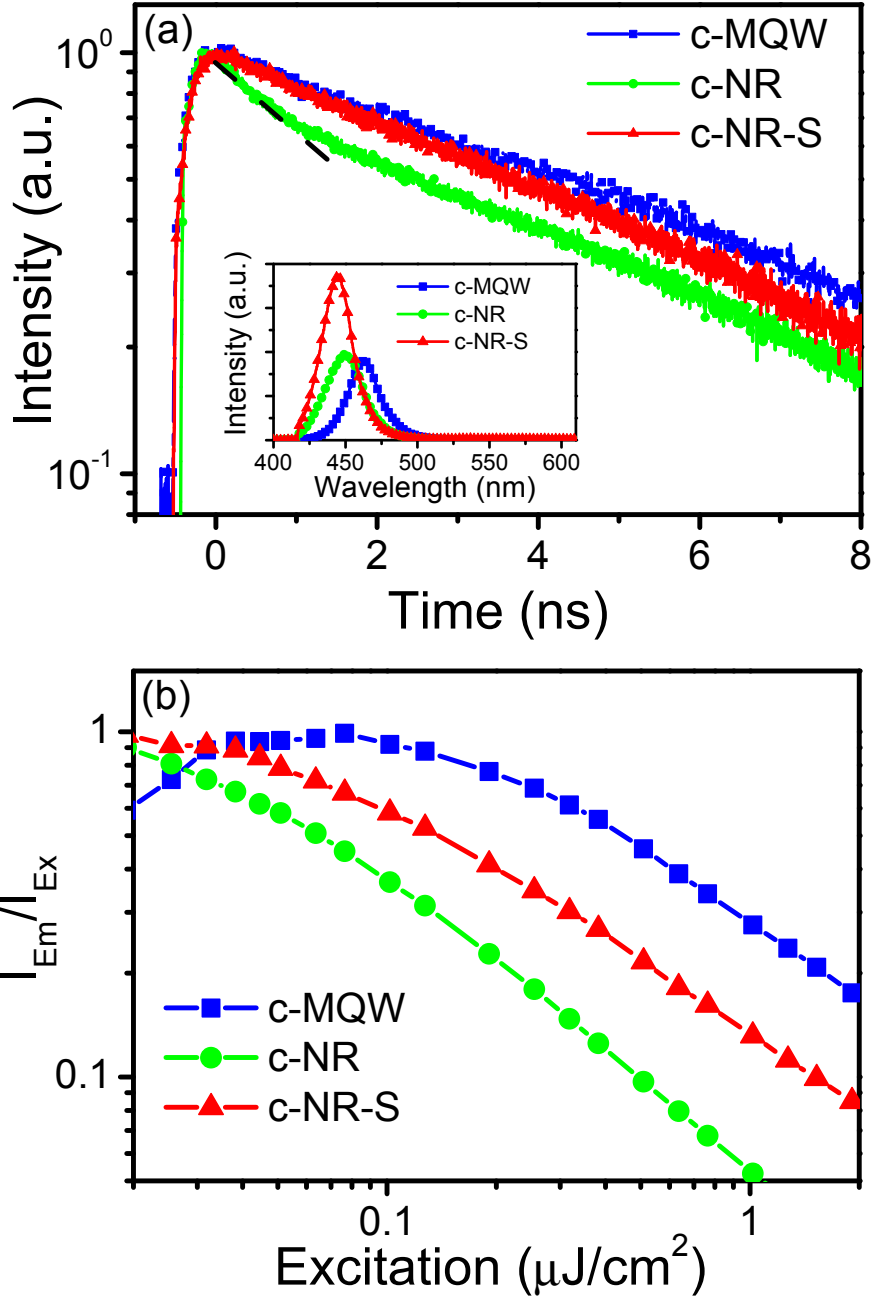 (a)
c-MQW
c-NR
c-NR-S
10⁰
10⁻¹
Intensity (a.u.)
Intensity (a.u.)
c-MQW
c-NR
c-NR-S
400 450 500 550 600
Wavelength (nm)
0 2 4 6 8
Time (ns)
(b)
1
0.1
I_Em/I_Ex
c-MQW
c-NR
c-NR-S
0.1 1
Excitation (μJ/cm²)